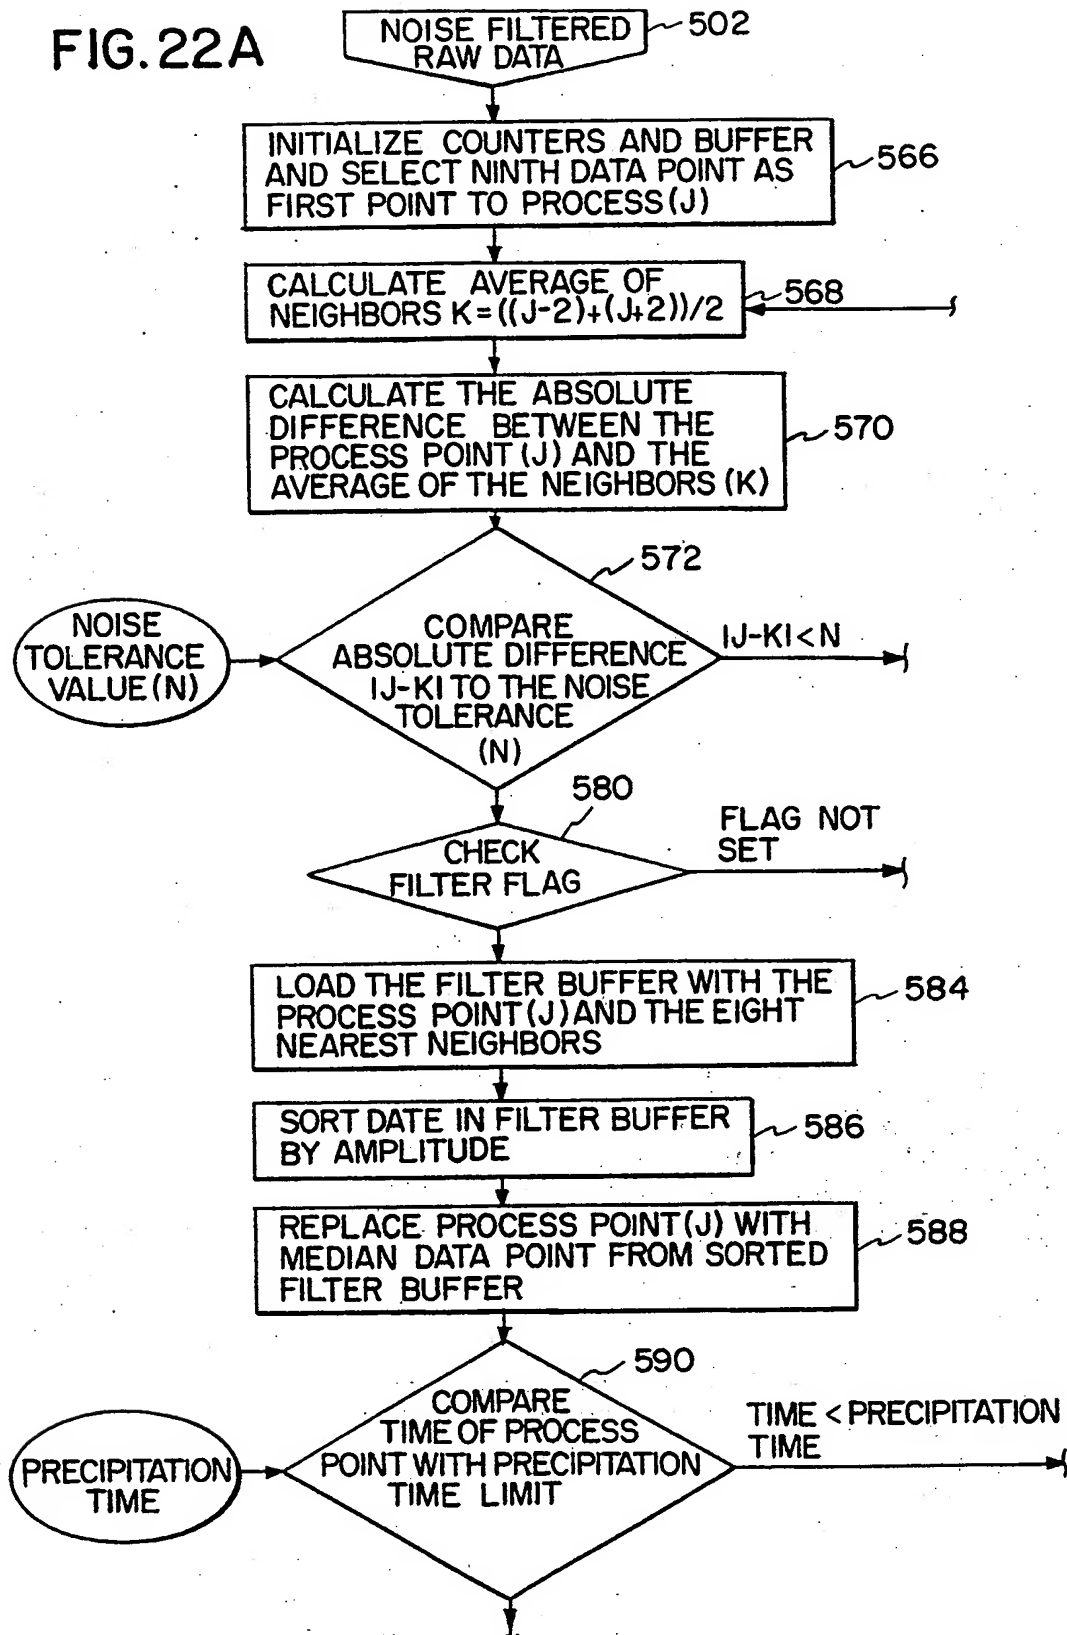 FIG.22A
NOISE FILTERED
RAW DATA
502
INITIALIZE COUNTERS AND BUFFER
AND SELECT NINTH DATA POINT AS
FIRST POINT TO PROCESS (J)
566
CALCULATE AVERAGE OF
NEIGHBORS K=((J-2)+(J+2))/2
568
CALCULATE THE ABSOLUTE
DIFFERENCE BETWEEN THE
PROCESS POINT (J) AND THE
AVERAGE OF THE NEIGHBORS (K)
570
572
NOISE
TOLERANCE
VALUE (N)
COMPARE
ABSOLUTE DIFFERENCE
|J-K| TO THE NOISE
TOLERANCE
(N)
|J-K|<N
580
CHECK
FILTER FLAG
FLAG NOT
SET
LOAD THE FILTER BUFFER WITH THE
PROCESS POINT (J) AND THE EIGHT
NEAREST NEIGHBORS
584
SORT DATE IN FILTER BUFFER
BY AMPLITUDE
586
REPLACE PROCESS POINT (J) WITH
MEDIAN DATA POINT FROM SORTED
FILTER BUFFER
588
590
PRECIPITATION
TIME
COMPARE
TIME OF PROCESS
POINT WITH PRECIPITATION
TIME LIMIT
TIME < PRECIPITATION
TIME